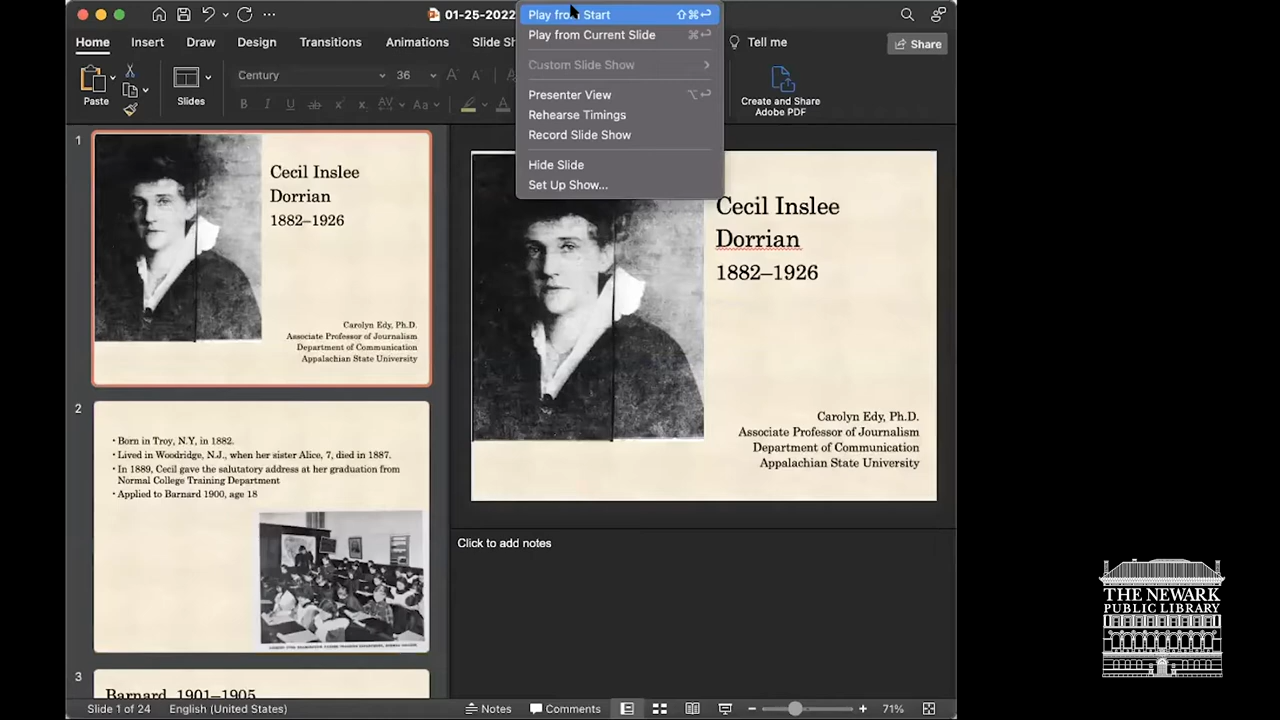 01-25-2022
Play from Start
Play from Current Slide
Custom Slide Show
Presenter View
Rehearse Timings
Record Slide Show
Hide Slide
Set Up Show...
Home Insert Draw Design Transitions Animations Slide Sh
Tell me
Share
Paste
Slides
Century
36
B I U ab x x AV Aa
A
Create and Share
Adobe PDF
1
Cecil Inslee
Dorrian
1882–1926
Carolyn Edy, Ph.D.
Associate Professor of Journalism
Department of Communication
Appalachian State University
2
• Born in Troy, N.Y, in 1882.
• Lived in Woodridge, N.J., when her sister Alice, 7, died in 1887.
• In 1889, Cecil gave the salutatory address at her graduation from
Normal College Training Department
• Applied to Barnard 1900, age 18
3
Barnard, 1901–1905
Cecil Inslee
Dorrian
1882–1926
Carolyn Edy, Ph.D.
Associate Professor of Journalism
Department of Communication
Appalachian State University
Click to add notes
Slide 1 of 24
English (United States)
Notes
Comments
71%
THE NEWARK
PUBLIC LIBRARY